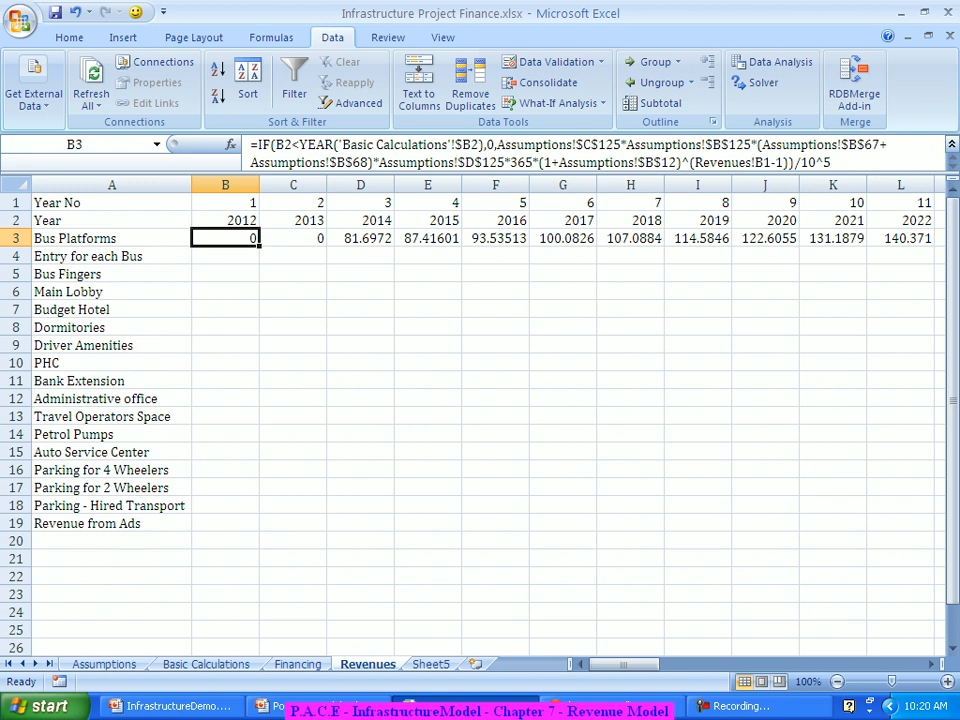 Infrastructure Project Finance.xlsx - Microsoft Excel
Home Insert Page Layout Formulas Data Review View
Get External Data
Refresh All
Connections
Properties
Edit Links
Connections
Sort
Filter
Clear
Reapply
Advanced
Sort & Filter
Text to Columns
Remove Duplicates
Data Validation
Consolidate
What-If Analysis
Data Tools
Group
Ungroup
Subtotal
Outline
Data Analysis
Solver
Analysis
RDBMerge Add-in
Merge
B3 fx =IF(B2<YEAR('Basic Calculations'!$B2),0,Assumptions!$C$125*Assumptions!$B$125*(Assumptions!$B$67+
Assumptions!$B$68)*Assumptions!$D$125*365*(1+Assumptions!$B$12)^(Revenues!B1-1))/10^5
A B C D E F G H I J K L
1 Year No 1 2 3 4 5 6 7 8 9 10 11
2 Year 2012 2013 2014 2015 2016 2017 2018 2019 2020 2021 2022
3 Bus Platforms 0 0 81.6972 87.41601 93.53513 100.0826 107.0884 114.5846 122.6055 131.1879 140.371
4 Entry for each Bus
5 Bus Fingers
6 Main Lobby
7 Budget Hotel
8 Dormitories
9 Driver Amenities
10 PHC
11 Bank Extension
12 Administrative office
13 Travel Operators Space
14 Petrol Pumps
15 Auto Service Center
16 Parking for 4 Wheelers
17 Parking for 2 Wheelers
18 Parking - Hired Transport
19 Revenue from Ads
20
21
22
23
24
25
26
Assumptions Basic Calculations Financing Revenues Sheet5
Ready 100%
start InfrastructureDemo.... Po Recording... 10:20 AM
P.A.C.E - InfrastructureModel - Chapter 7 - Revenue Model